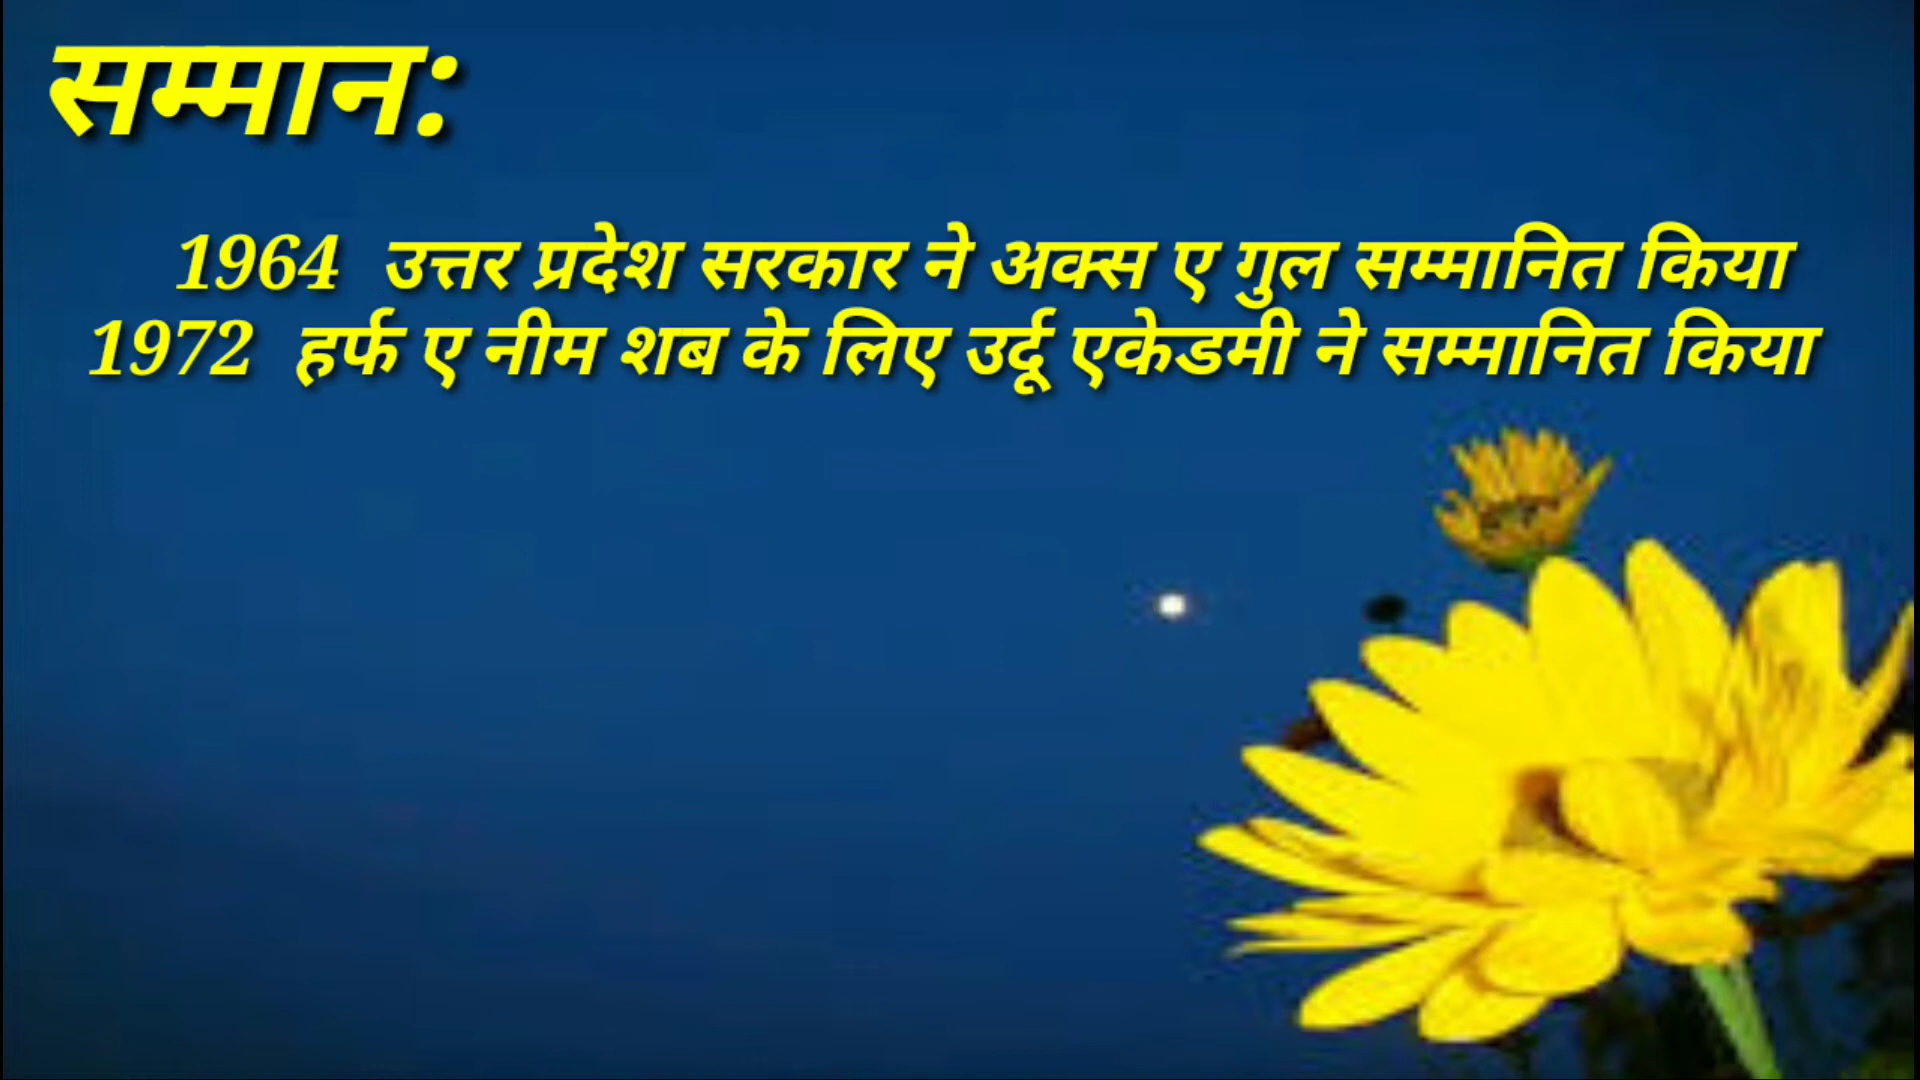 सम्मान:
1964 उत्तर प्रदेश सरकार ने अक्स ए गुल सम्मानित किया
1972 हर्फ ए नीम शब के लिए उर्दू एकेडमी ने सम्मानित किया